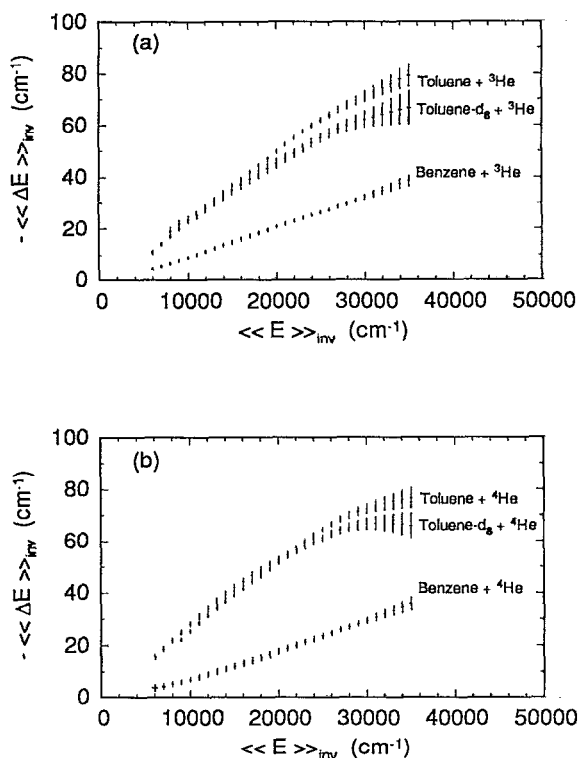 (a)
100
80
60
40
20
0
- << ΔE >>inv (cm⁻¹)
Toluene + ³He
Toluene-d₈ + ³He
Benzene + ³He
0 10000 20000 30000 40000 50000
<< E >>inv (cm⁻¹)
(b)
100
80
60
40
20
0
- << ΔE >>inv (cm⁻¹)
Toluene + ⁴He
Toluene-d₈ + ⁴He
Benzene + ⁴He
0 10000 20000 30000 40000 50000
<< E >>inv (cm⁻¹)